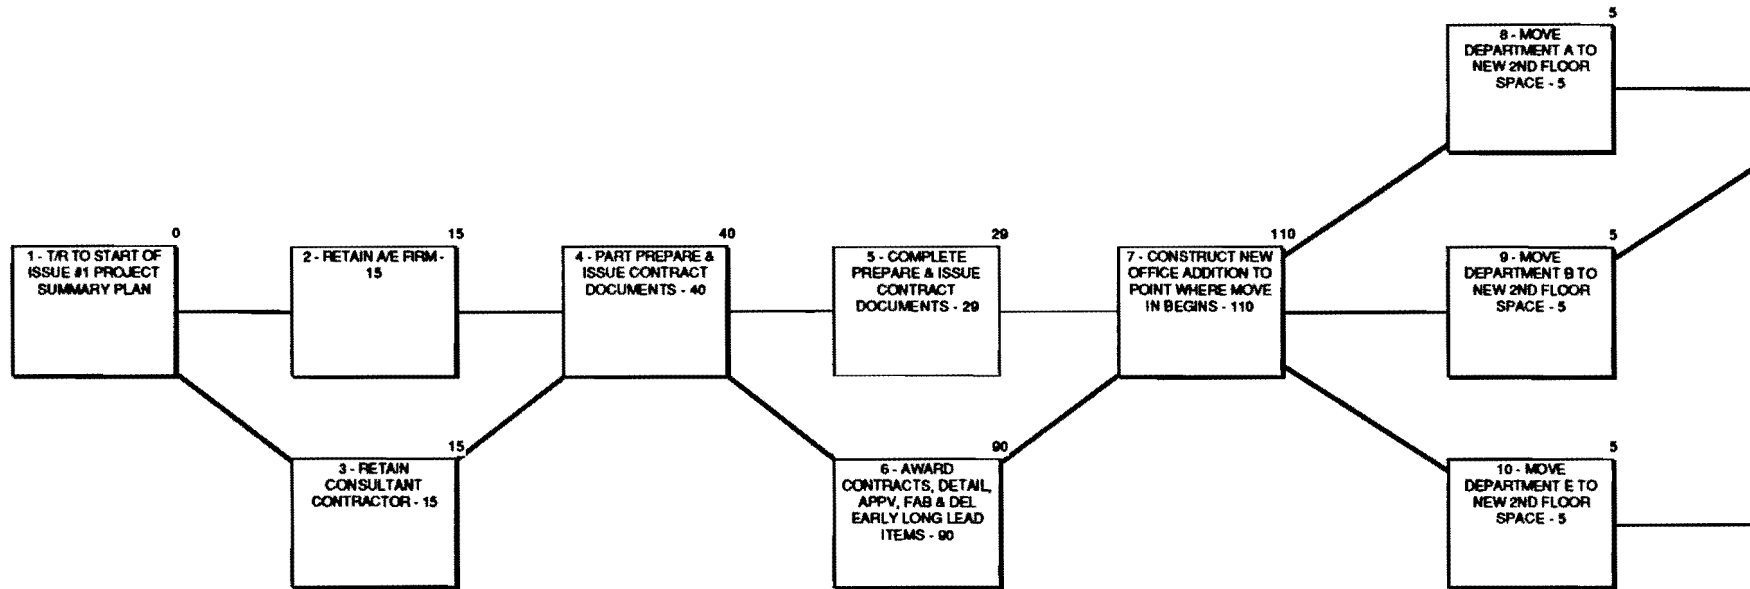 5
8 - MOVE
DEPARTMENT A TO
NEW 2ND FLOOR
SPACE - 5
0
1 - T/R TO START OF
ISSUE #1 PROJECT
SUMMARY PLAN
15
2 - RETAIN A/E FIRM -
15
40
4 - PART PREPARE &
ISSUE CONTRACT
DOCUMENTS - 40
29
5 - COMPLETE
PREPARE & ISSUE
CONTRACT
DOCUMENTS - 29
110
7 - CONSTRUCT NEW
OFFICE ADDITION TO
POINT WHERE MOVE
IN BEGINS - 110
5
9 - MOVE
DEPARTMENT B TO
NEW 2ND FLOOR
SPACE - 5
15
3 - RETAIN
CONSULTANT
CONTRACTOR - 15
90
6 - AWARD
CONTRACTS, DETAIL,
APPV, FAB & DEL
EARLY LONG LEAD
ITEMS - 90
5
10 - MOVE
DEPARTMENT E TO
NEW 2ND FLOOR
SPACE - 5